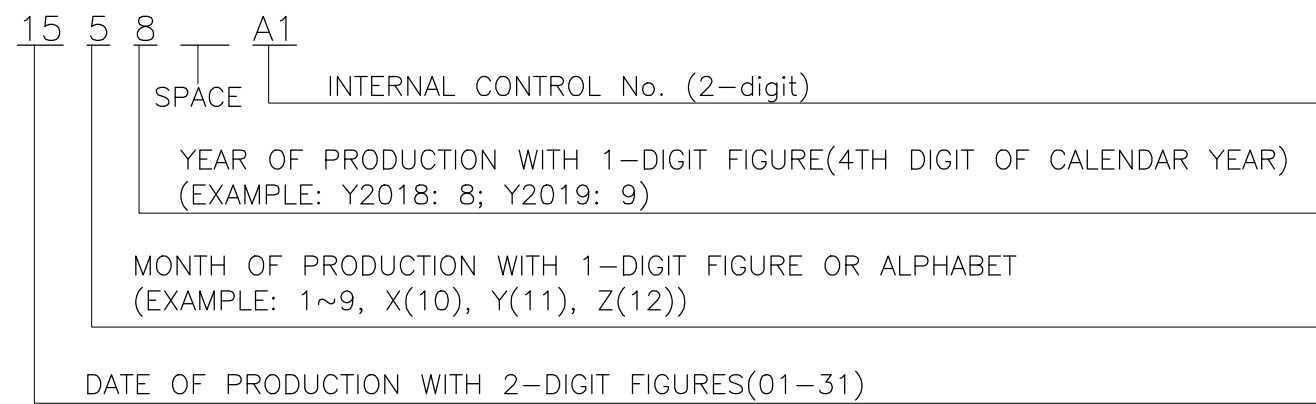 15 5 8 __ A1
SPACE
INTERNAL CONTROL No. (2-digit)
YEAR OF PRODUCTION WITH 1-DIGIT FIGURE(4TH DIGIT OF CALENDAR YEAR)
(EXAMPLE: Y2018: 8; Y2019: 9)
MONTH OF PRODUCTION WITH 1-DIGIT FIGURE OR ALPHABET
(EXAMPLE: 1~9, X(10), Y(11), Z(12))
DATE OF PRODUCTION WITH 2-DIGIT FIGURES(01-31)